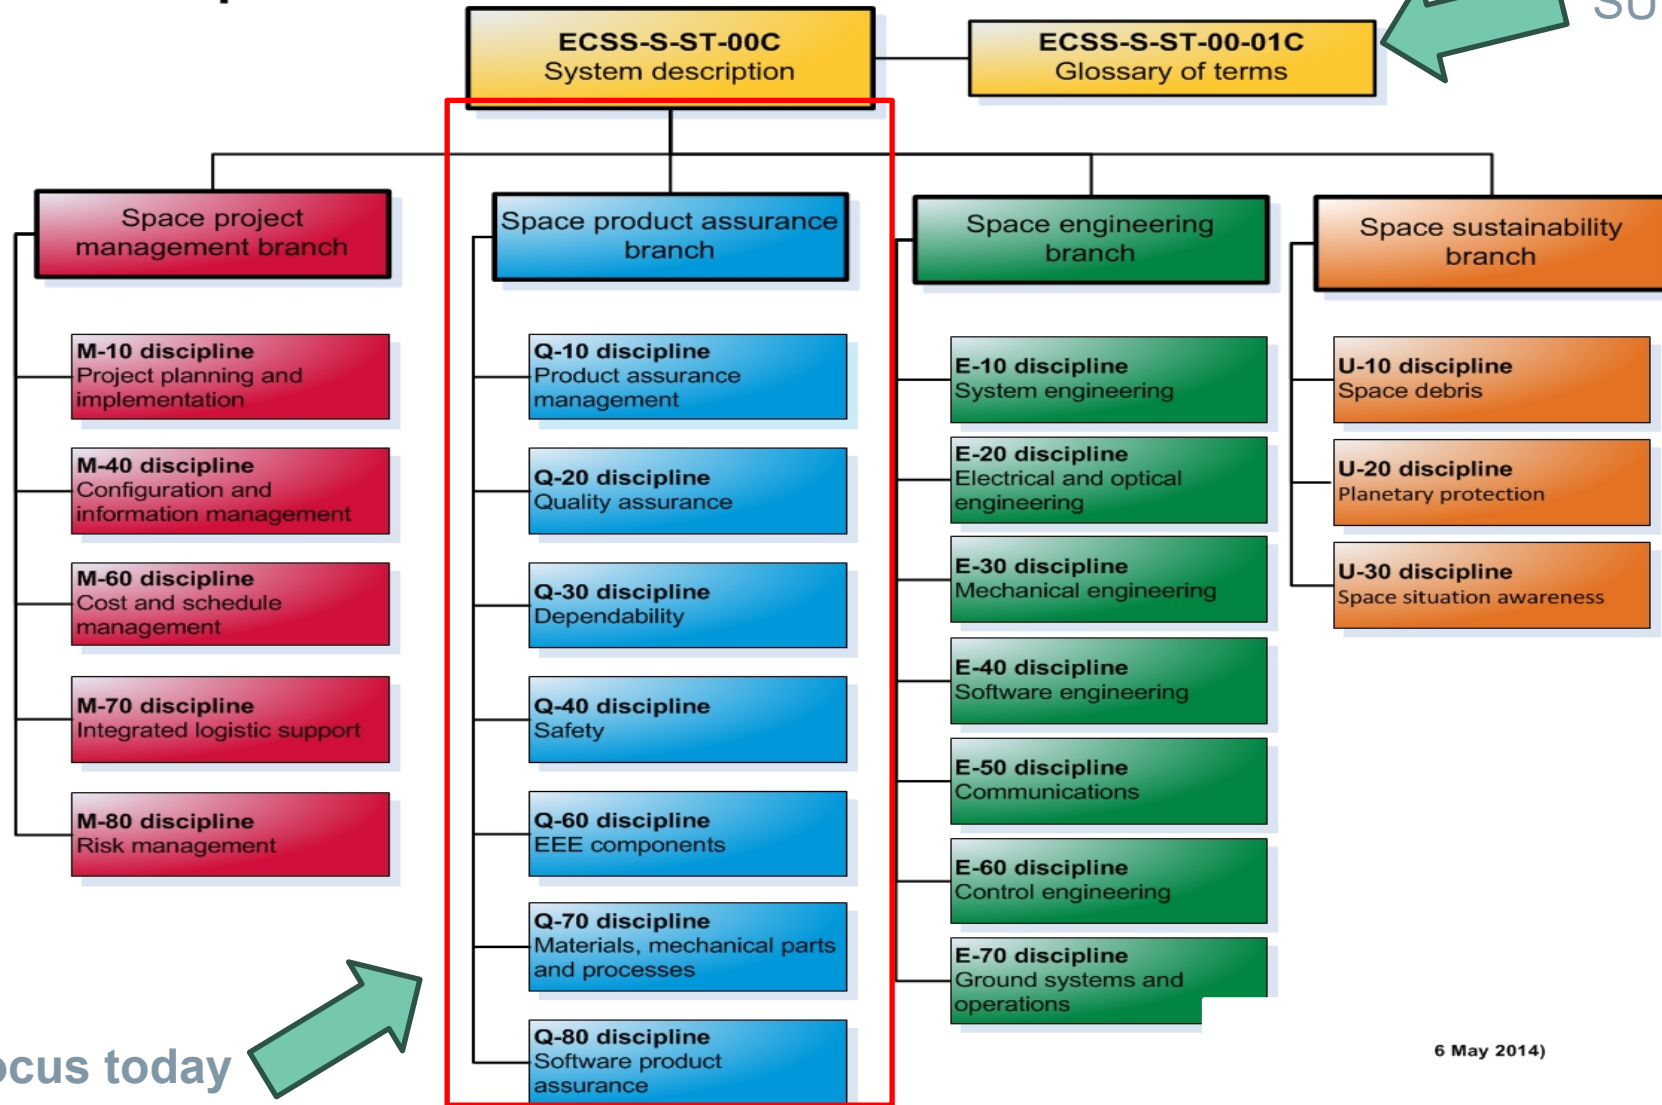 ECSS-S-ST-00C
System description
ECSS-S-ST-00-01C
Glossary of terms
Space project
management branch
M-10 discipline
Project planning and
implementation
M-40 discipline
Configuration and
information management
M-60 discipline
Cost and schedule
management
M-70 discipline
Integrated logistic support
M-80 discipline
Risk management
Space product assurance
branch
Q-10 discipline
Product assurance
management
Q-20 discipline
Quality assurance
Q-30 discipline
Dependability
Q-40 discipline
Safety
Q-60 discipline
EEE components
Q-70 discipline
Materials, mechanical parts
and processes
Q-80 discipline
Software product
assurance
Space engineering
branch
E-10 discipline
System engineering
E-20 discipline
Electrical and optical
engineering
E-30 discipline
Mechanical engineering
E-40 discipline
Software engineering
E-50 discipline
Communications
E-60 discipline
Control engineering
E-70 discipline
Ground systems and
operations
Space sustainability
branch
U-10 discipline
Space debris
U-20 discipline
Planetary protection
U-30 discipline
Space situation awareness
ocus today
6 May 2014)